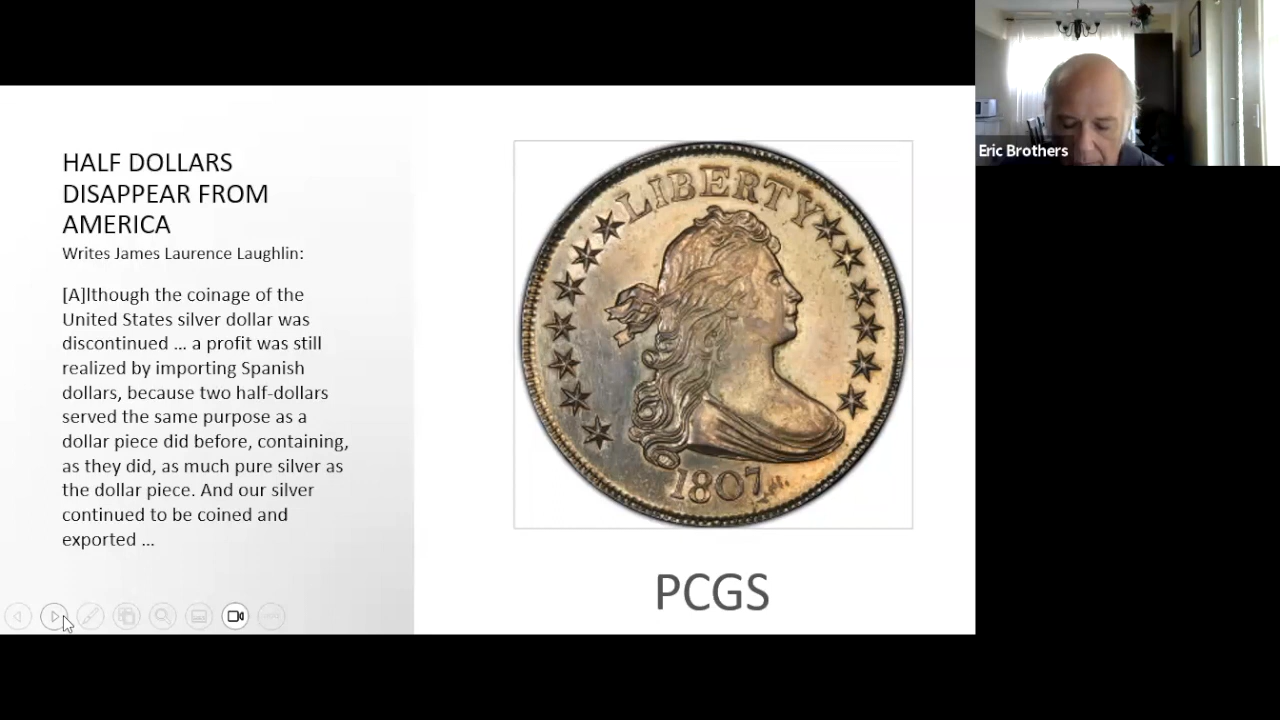 HALF DOLLARS
DISAPPEAR FROM
AMERICA
Writes James Laurence Laughlin:
[A]lthough the coinage of the
United States silver dollar was
discontinued … a profit was still
realized by importing Spanish
dollars, because two half-dollars
served the same purpose as a
dollar piece did before, containing,
as they did, as much pure silver as
the dollar piece. And our silver
continued to be coined and
exported …
LIBERTY
1807
PCGS
Eric Brothers